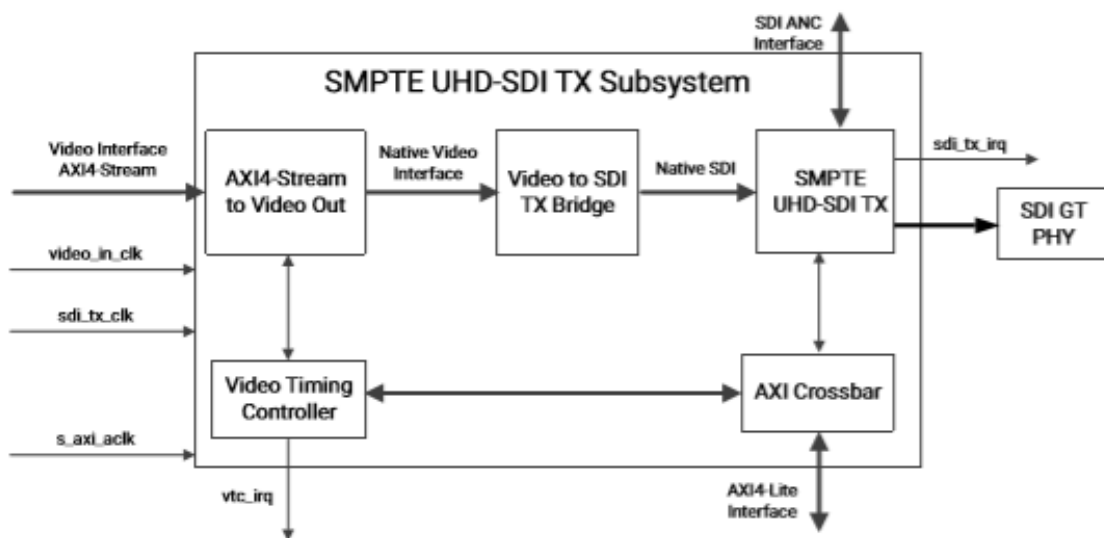 SDI ANC
Interface
SMPTE UHD-SDI TX Subsystem
Video Interface
AXI4-Stream
AXI4-Stream
to Video Out
Native Video
Interface
Video to SDI
TX Bridge
Native SDI
SMPTE
UHD-SDI TX
sdi_tx_irq
SDI GT
PHY
video_in_clk
sdi_tx_clk
s_axi_aclk
Video Timing
Controller
AXI Crossbar
vtc_irq
AXI4-Lite
Interface